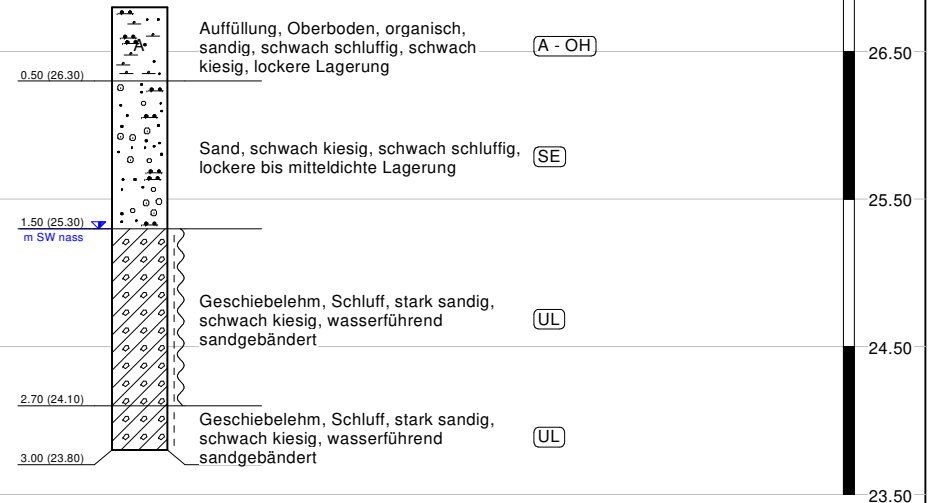 Auffüllung, Oberboden, organisch,
sandig, schwach schluffig, schwach
kiesig, lockere Lagerung
A - OH
A
26.50
0.50 (26.30)
Sand, schwach kiesig, schwach schluffig,
lockere bis mitteldichte Lagerung
SE
25.50
1.50 (25.30)
m SW nass
Geschiebelehm, Schluff, stark sandig,
schwach kiesig, wasserführend
sandgebändert
UL
24.50
2.70 (24.10)
Geschiebelehm, Schluff, stark sandig,
schwach kiesig, wasserführend
sandgebändert
UL
3.00 (23.80)
23.50